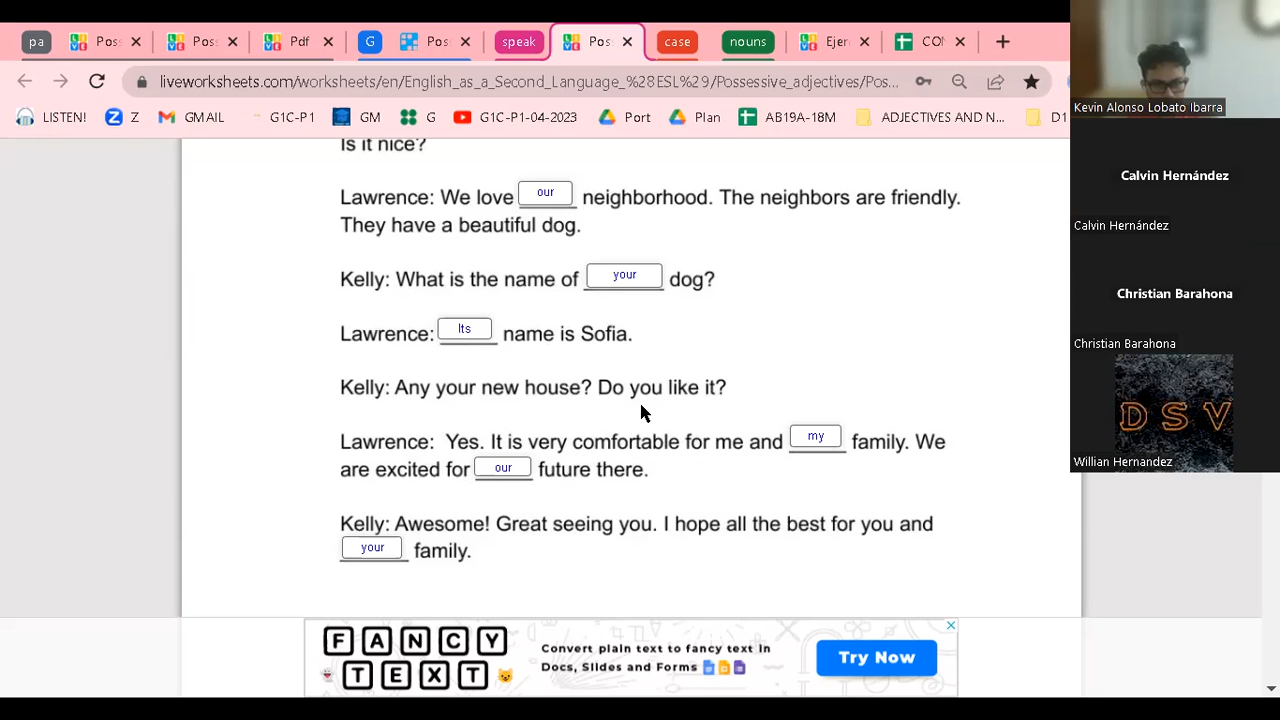 pa
Pos
Pos
Pdf
G
Pos
speak
Pos
case
nouns
Ejer
CON
liveworksheets.com/worksheets/en/English_as_a_Second_Language_%28ESL%29/Possessive_adjectives/Pos...
LISTEN!
Z
GMAIL
G1C-P1
GM
G
G1C-P1-04-2023
Port
Plan
AB19A-18M
ADJECTIVES AND N...
D1
Is it nice?
Lawrence: We love our neighborhood. The neighbors are friendly.
They have a beautiful dog.
Kelly: What is the name of your dog?
Lawrence: Its name is Sofia.
Kelly: Any your new house? Do you like it?
Lawrence: Yes. It is very comfortable for me and my family. We
are excited for our future there.
Kelly: Awesome! Great seeing you. I hope all the best for you and
your family.
FANCY
TEXT
Convert plain text to fancy text in
Docs, Slides and Forms
Try Now
Kevin Alonso Lobato Ibarra
Calvin Hernández
Calvin Hernández
Christian Barahona
Christian Barahona
DSV
Willian Hernandez